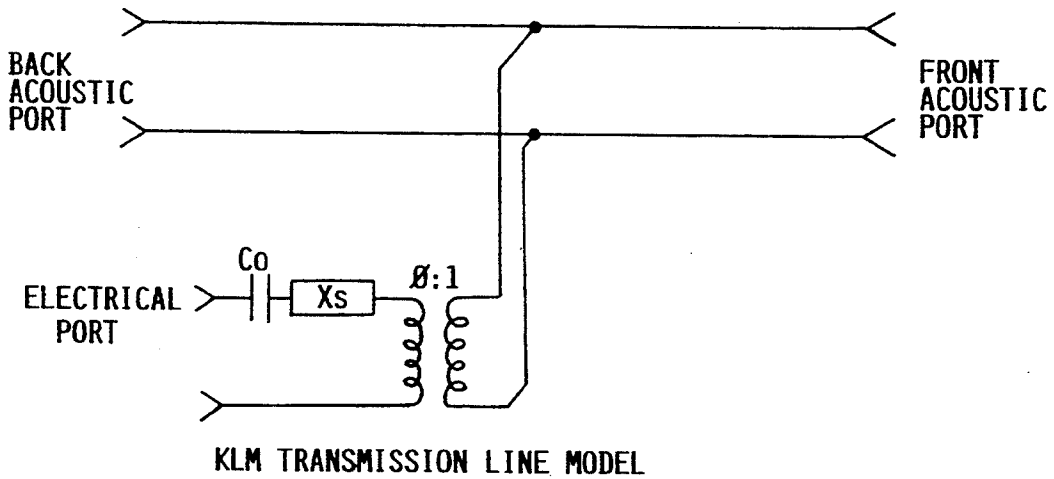 BACK
ACOUSTIC
PORT
FRONT
ACOUSTIC
PORT
Co
Xs
Ø:1
ELECTRICAL
PORT
KLM TRANSMISSION LINE MODEL